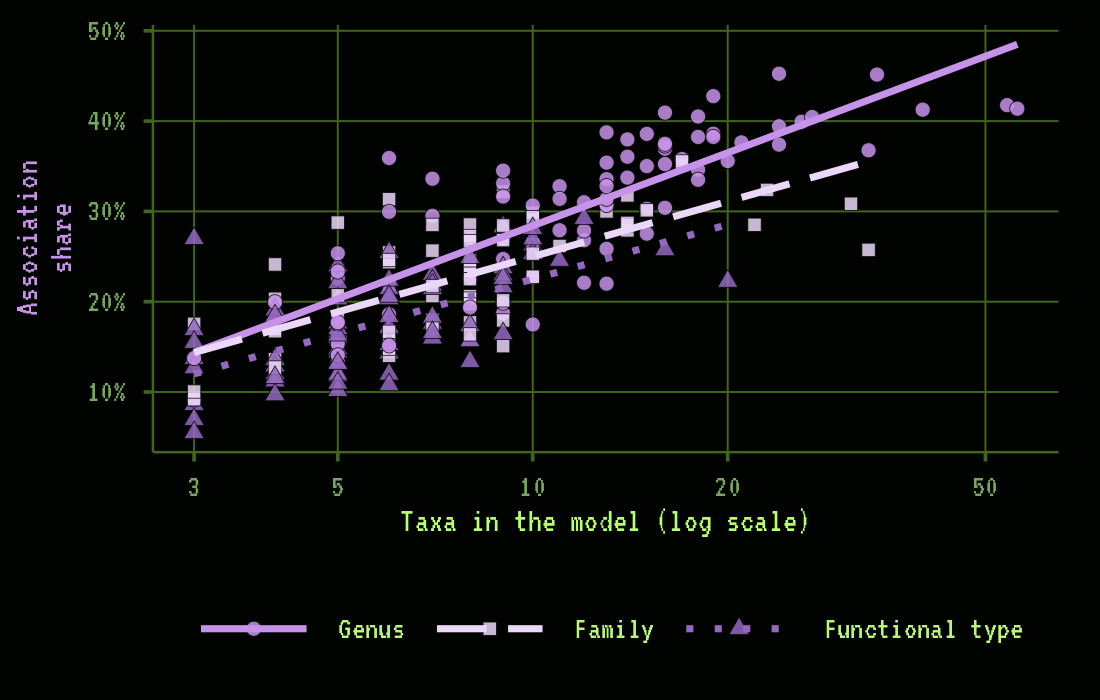 50%
40%
30%
20%
10%
Association
share
3 5 10 20 50
Taxa in the model (log scale)
Genus Family Functional type